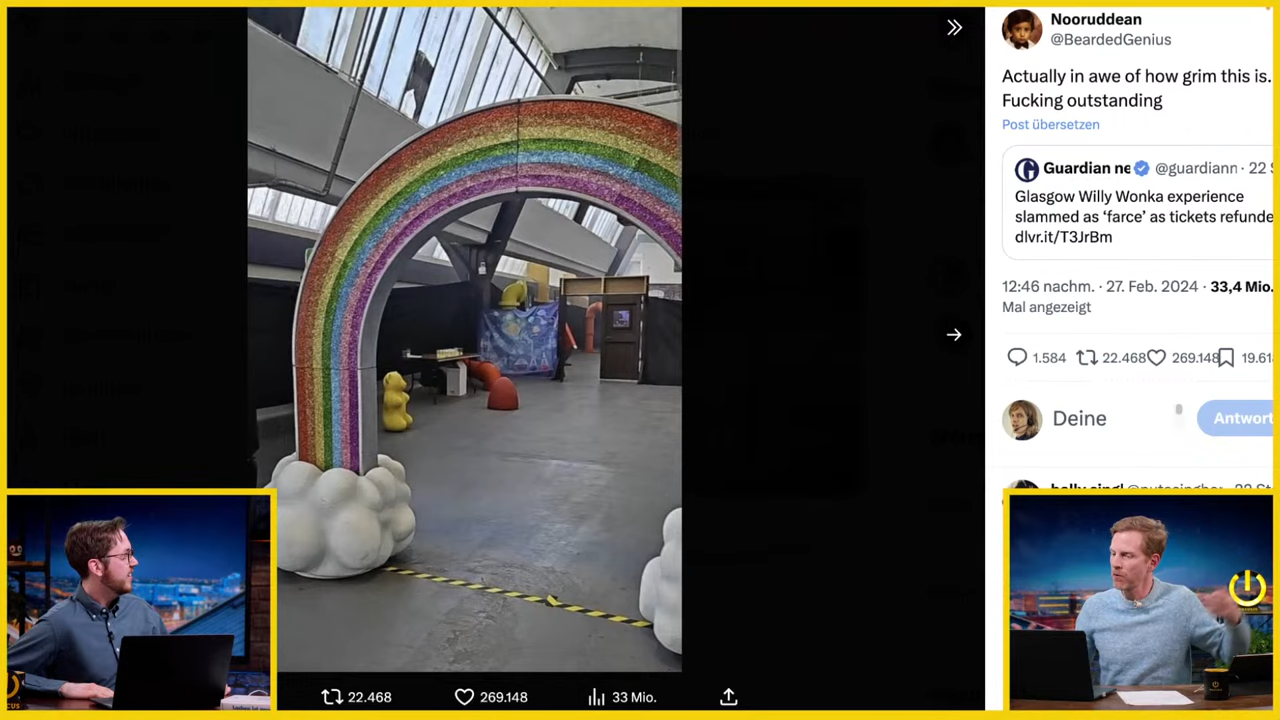 Nooruddean
@BeardedGenius
Actually in awe of how grim this is.
Fucking outstanding
Post übersetzen
Guardian ne @guardiann · 22 S
Glasgow Willy Wonka experience
slammed as ‘farce’ as tickets refunde
dlvr.it/T3JrBm
12:46 nachm. · 27. Feb. 2024 · 33,4 Mio.
Mal angezeigt
1.584 22.468 269.148 19.61
Deine
Antwort
22.468 269.148 33 Mio.